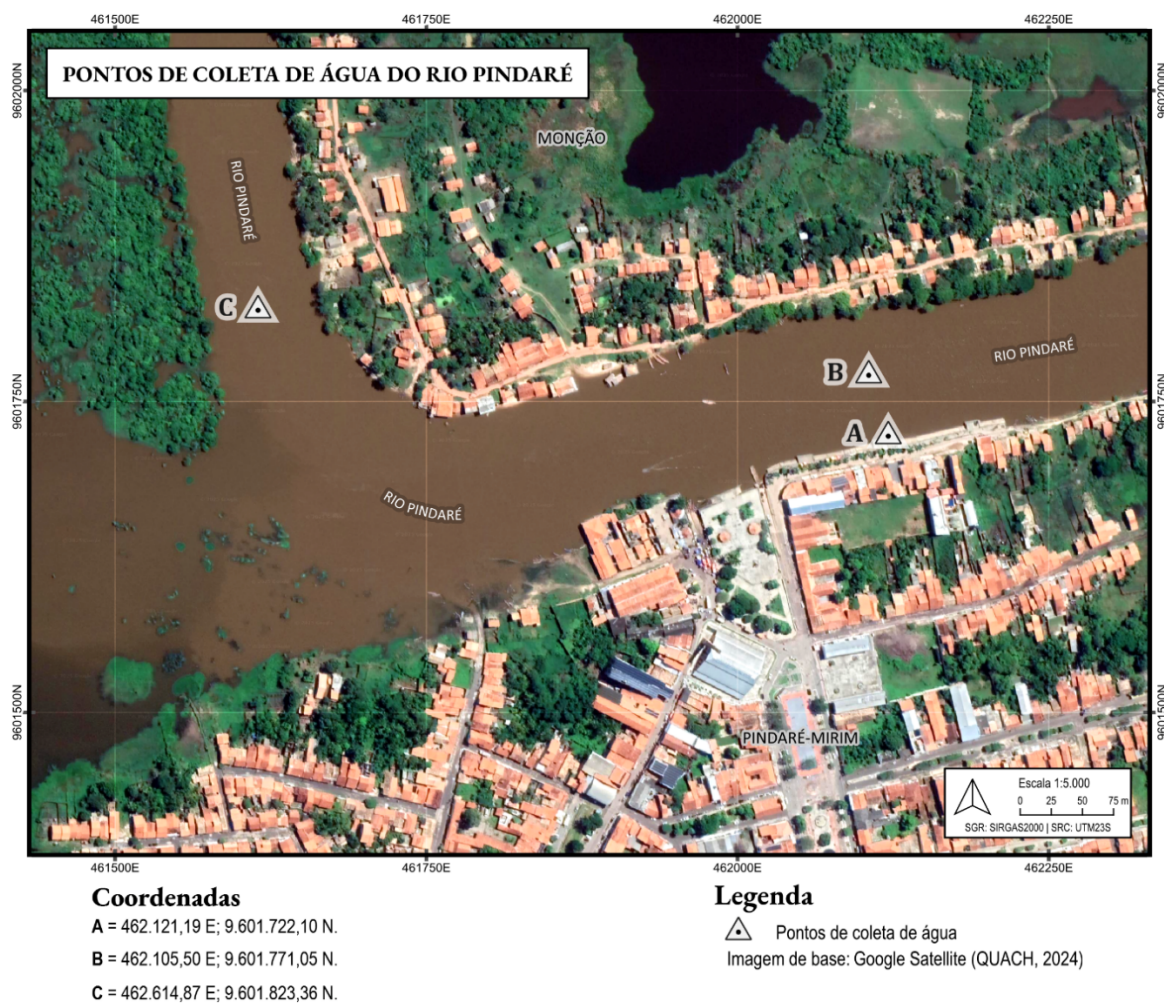 461500E 461750E 462000E 462250E
PONTOS DE COLETA DE ÁGUA DO RIO PINDARÉ
9602000N 9602000N
MONÇÃO
RIO PINDARÉ
C
B
RIO PINDARÉ
9601750N 9601750N
A
RIO PINDARÉ
9601500N 9601500N
PINDARÉ-MIRIM
Escala 1:5.000
0 25 50 75 m
SGR: SIRGAS2000 | SRC: UTM23S
461500E 461750E 462000E 462250E
Coordenadas
A = 462.121,19 E; 9.601.722,10 N.
B = 462.105,50 E; 9.601.771,05 N.
C = 462.614,87 E; 9.601.823,36 N.
Legenda
Pontos de coleta de água
Imagem de base: Google Satellite (QUACH, 2024)